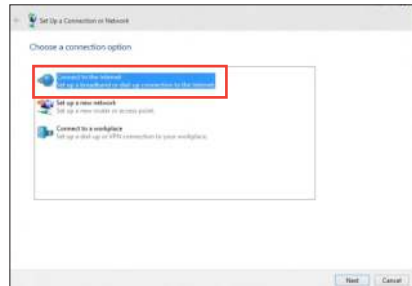 Set Up a Connection or Network
Choose a connection option
Connect to the Internet
Set up a broadband or dial-up connection to the Internet.
Set up a new network
Set up a new router or access point.
Connect to a workplace
Set up a dial-up or VPN connection to your workplace.
Next
Cancel